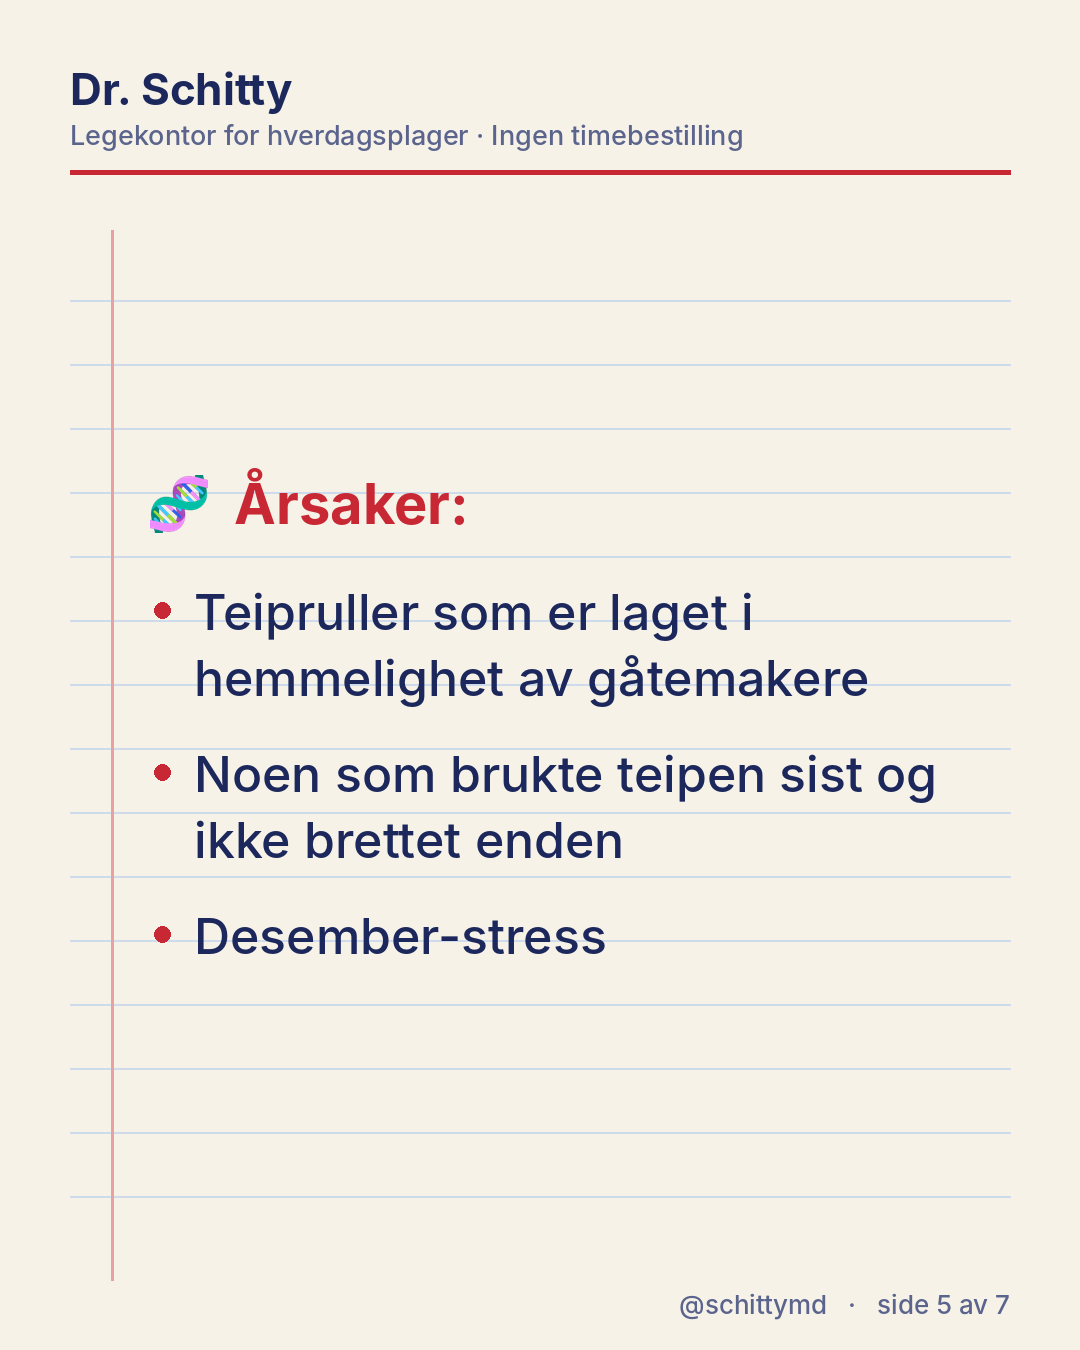 Dr. Schitty
Legekontor for hverdagsplager · Ingen timebestilling
🧬 Årsaker:
• Teipruller som er laget i
hemmelighet av gåtemakere
• Noen som brukte teipen sist og
ikke brettet enden
• Desember-stress
@schittymd · side 5 av 7